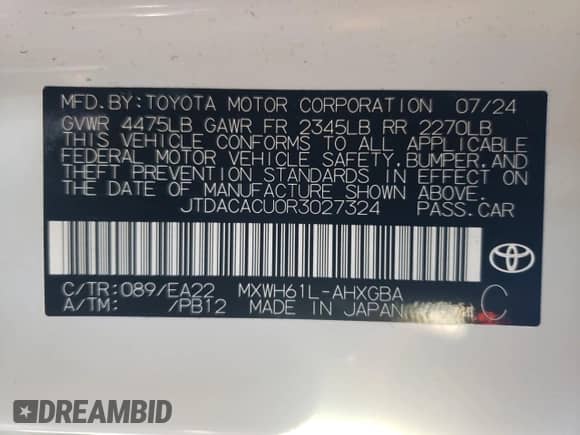 MFD.BY:TOYOTA MOTOR CORPORATION 07/24
GVWR 4475LB GAWR FR 2345LB RR 2270LB
THIS VEHICLE CONFORMS TO ALL APPLICABLE
FEDERAL MOTOR VEHICLE SAFETY,BUMPER,AND
THEFT PREVENTION STANDARDS IN EFFECT ON
THE DATE OF MANUFACTURE SHOWN ABOVE.
JTDACACU0R3027324 PASS.CAR
C/TR:089/EA22 MXWH61L-AHXGBA
A/TM: /PB12 MADE IN JAPAN C
DREAMBID